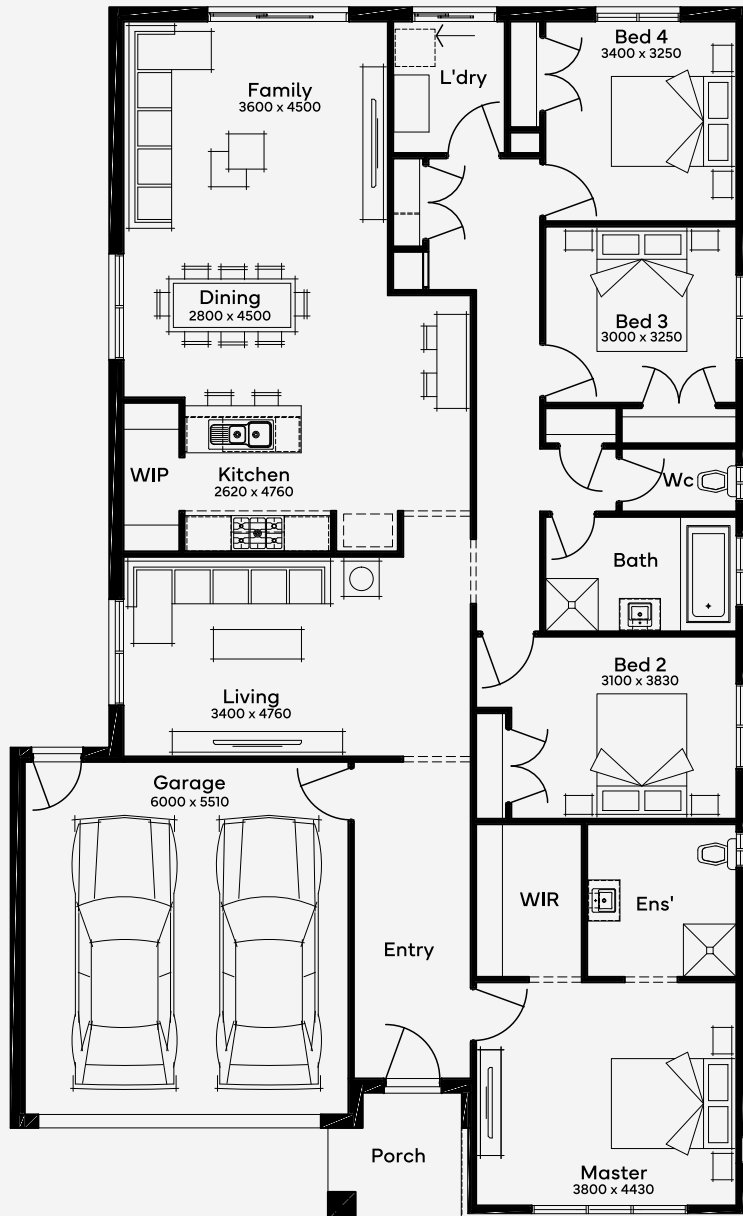 Bed 4
3400 x 3250
L'dry
Family
3600 x 4500
Dining
2800 x 4500
Bed 3
3000 x 3250
WIP
Kitchen
2620 x 4760
Wc
Bath
Bed 2
3100 x 3830
Living
3400 x 4760
Garage
6000 x 5510
WIR
Ens'
Entry
Porch
Master
3800 x 4430